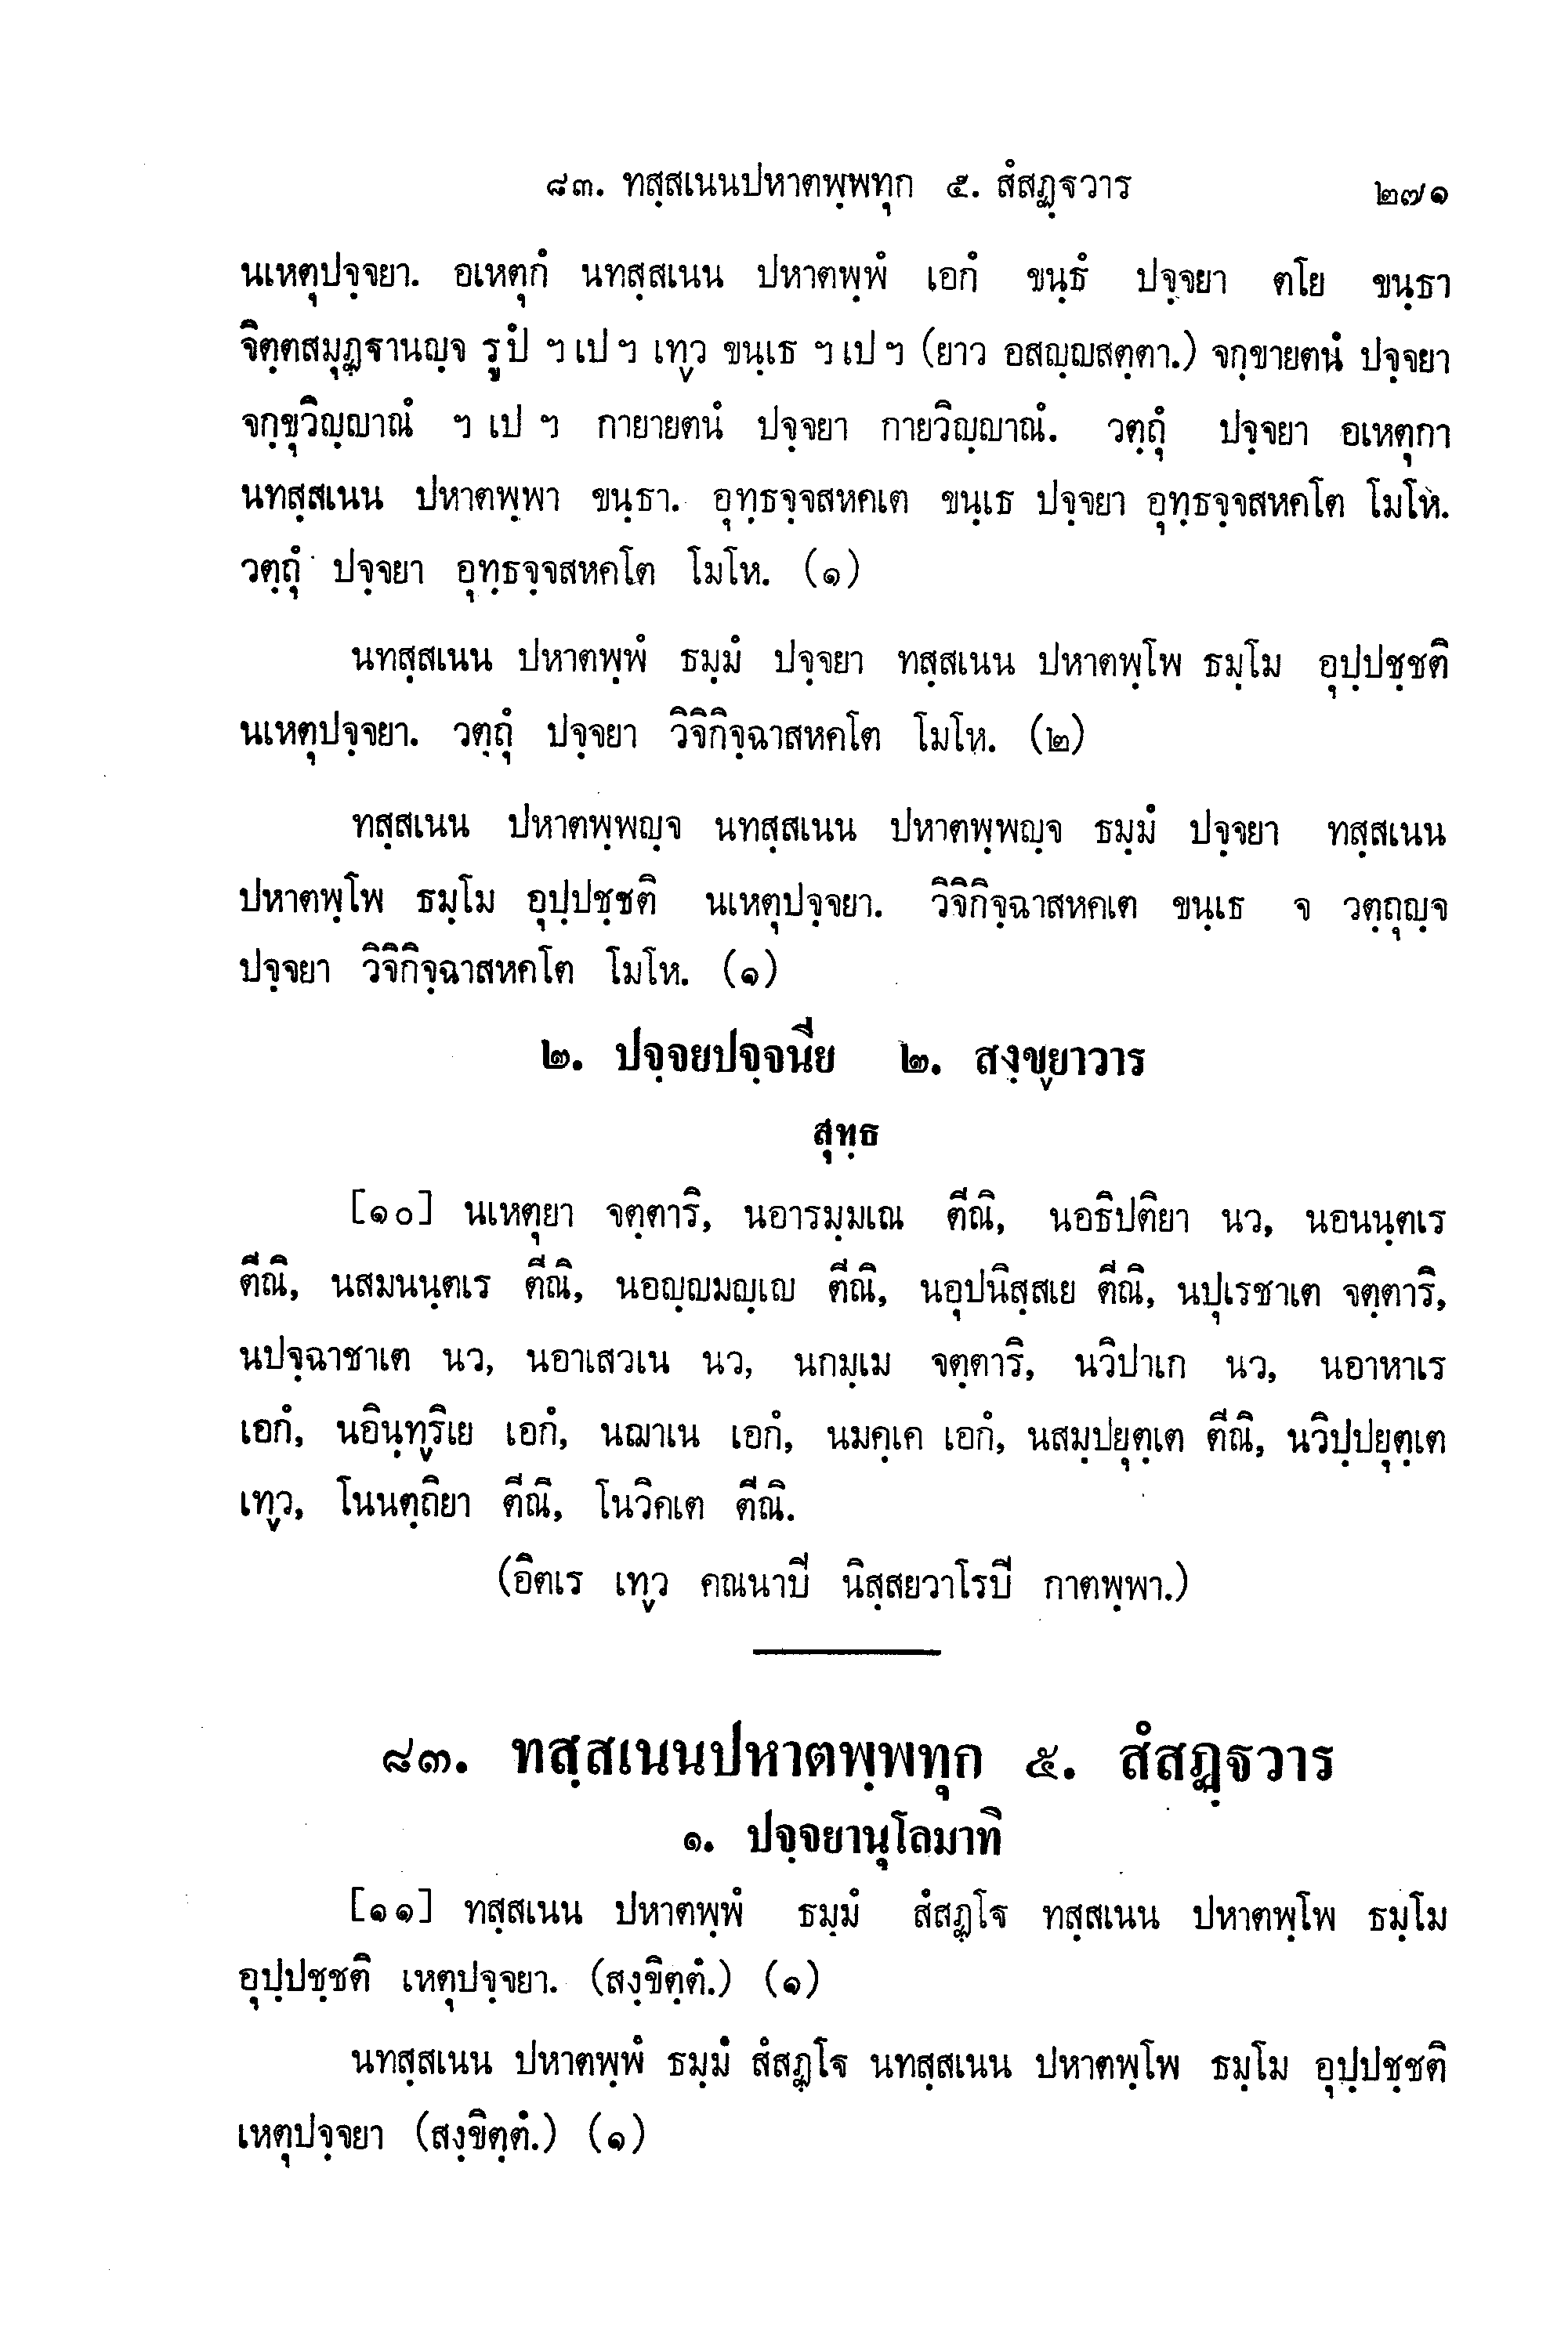 ๘๓. ทสฺสเนนปหาตพฺพทุก ๕. สํสฏฺฐวาร ๒๗๑
นเหตุปจฺจยา. อเหตุกํ นทสฺสเนน ปหาตพฺพํ เอกํ ขนฺธํ ปจฺจยา ตโย ขนฺธา
จิตฺตสมุฏฺฐานญฺจ รูปํ ฯ เป ฯ เทฺว ขนฺเธ ฯ เป ฯ (ยาว อสญฺญสตฺตา.) จกฺขายตนํ ปจฺจยา
จกฺขุวิญฺญาณํ ฯ เป ฯ กายายตนํ ปจฺจยา กายวิญฺญาณํ. วตฺถุํ ปจฺจยา อเหตุกา
นทสฺสเนน ปหาตพฺพา ขนฺธา. อุทฺธจฺจสหคเต ขนฺเธ ปจฺจยา อุทฺธจฺจสหคโต โมโห.
วตฺถุํ ปจฺจยา อุทฺธจฺจสหคโต โมโห. (๑)
นทสฺสเนน ปหาตพฺพํ ธมฺมํ ปจฺจยา ทสฺสเนน ปหาตพฺโพ ธมฺโม อุปฺปชฺชติ
นเหตุปจฺจยา. วตฺถุํ ปจฺจยา วิจิกิจฺฉาสหคโต โมโห. (๒)
ทสฺสเนน ปหาตพฺพญฺจ นทสฺสเนน ปหาตพฺพญฺจ ธมฺมํ ปจฺจยา ทสฺสเนน
ปหาตพฺโพ ธมฺโม อุปฺปชฺชติ นเหตุปจฺจยา. วิจิกิจฺฉาสหคเต ขนฺเธ จ วตฺถุญฺจ
ปจฺจยา วิจิกิจฺฉาสหคโต โมโห. (๑)
๒. ปจฺจยปจฺจนีย ๒. สงฺขฺยาวาร
สุทฺธ
[๑๐] นเหตุยา จตฺตาริ, นอารมฺมเณ ตีณิ, นอธิปติยา นว, นอนนฺตเร
ตีณิ, นสมนนฺตเร ตีณิ, นอญฺญมญฺเญ ตีณิ, นอุปนิสฺสเย ตีณิ, นปุเรชาเต จตฺตาริ,
นปจฺฉาชาเต นว, นอาเสวเน นว, นกมฺเม จตฺตาริ, นวิปาเก นว, นอาหาเร
เอกํ, นอินฺทฺริเย เอกํ, นฌาเน เอกํ, นมคฺเค เอกํ, นสมฺปยุตฺเต ตีณิ, นวิปฺปยุตฺเต
เทฺว, โนนตฺถิยา ตีณิ, โนวิคเต ตีณิ.
(อิตเร เทฺว คณนาปิ นิสฺสยวาโรปิ กาตพฺพา.)
๘๓. ทสฺสเนนปหาตพฺพทุก ๕. สํสฏฺฐวาร
๑. ปจฺจยานุโลมาทิ
[๑๑] ทสฺสเนน ปหาตพฺพํ ธมฺมํ สํสฏฺโฐ ทสฺสเนน ปหาตพฺโพ ธมฺโม
อุปฺปชฺชติ เหตุปจฺจยา. (สงฺขิตฺตํ.) (๑)
นทสฺสเนน ปหาตพฺพํ ธมฺมํ สํสฏฺโฐ นทสฺสเนน ปหาตพฺโพ ธมฺโม อุปฺปชฺชติ
เหตุปจฺจยา (สงฺขิตฺตํ.) (๑)